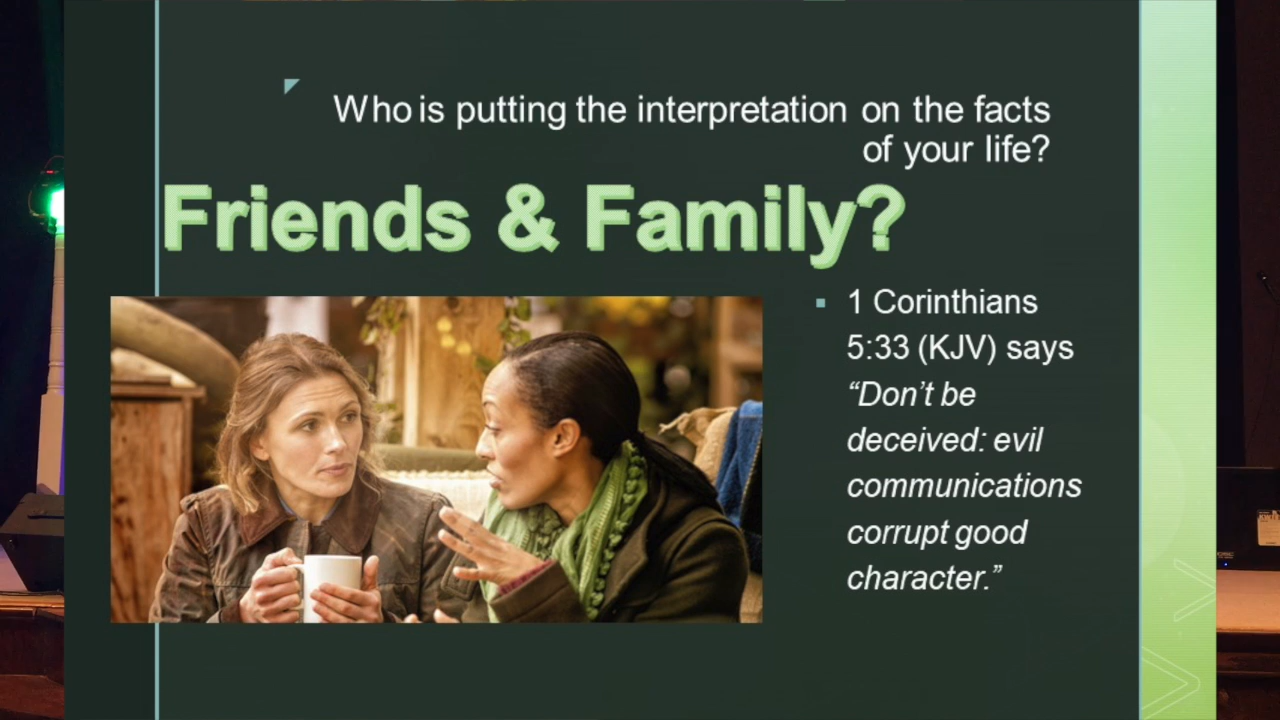 Who is putting the interpretation on the facts
of your life?
Friends & Family?
1 Corinthians
5:33 (KJV) says
“Don’t be
deceived: evil
communications
corrupt good
character.”